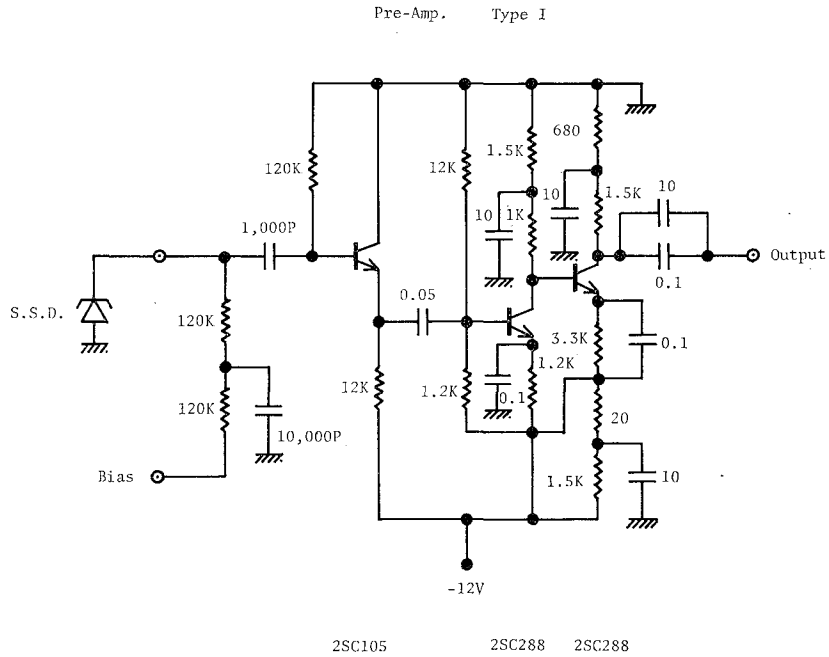 Pre-Amp. Type I
680
1.5K
120K
12K
10
1.5K
10
10
1K
1,000P
Output
0.1
0.05
S.S.D.
120K
3.3K
0.1
1.2K
12K
1.2K
0.1
120K
20
10,000P
Bias
1.5K
10
-12V
2SC105 2SC288 2SC288